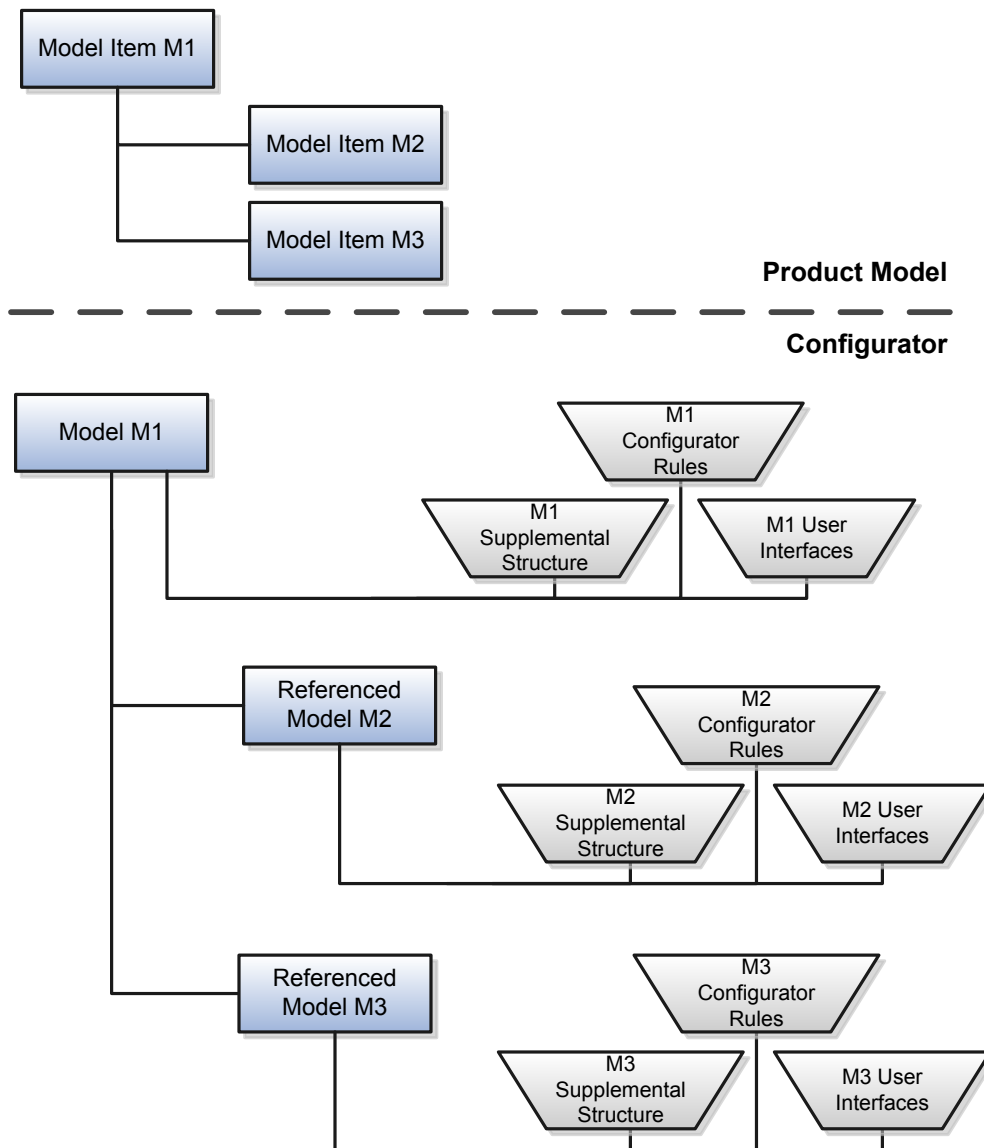 Model Item M1
Model Item M2
Model Item M3
Product Model
Configurator
Model M1
M1
Configurator
Rules
M1
Supplemental
Structure
M1 User
Interfaces
Referenced
Model M2
M2
Configurator
Rules
M2
Supplemental
Structure
M2 User
Interfaces
Referenced
Model M3
M3
Configurator
Rules
M3
Supplemental
Structure
M3 User
Interfaces